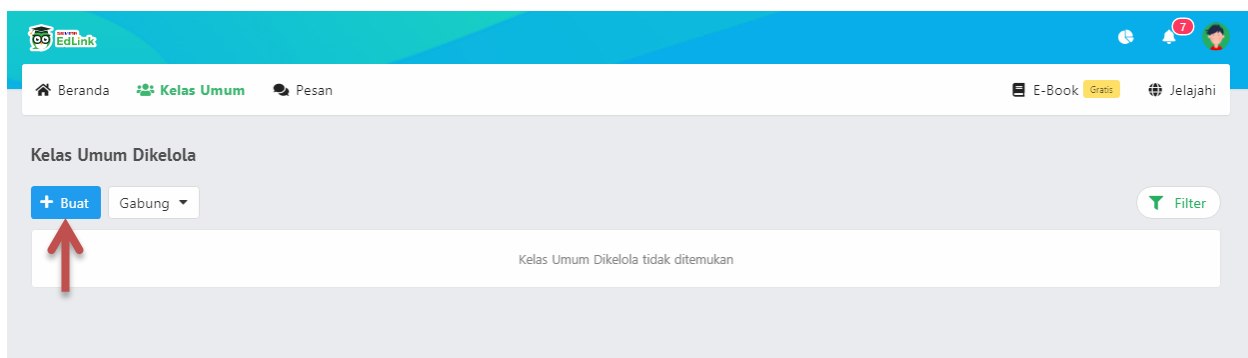 SEVIMA
EdLink
7
Beranda Kelas Umum Pesan E-Book Gratis Jelajahi
Kelas Umum Dikelola
+ Buat Gabung Filter
Kelas Umum Dikelola tidak ditemukan